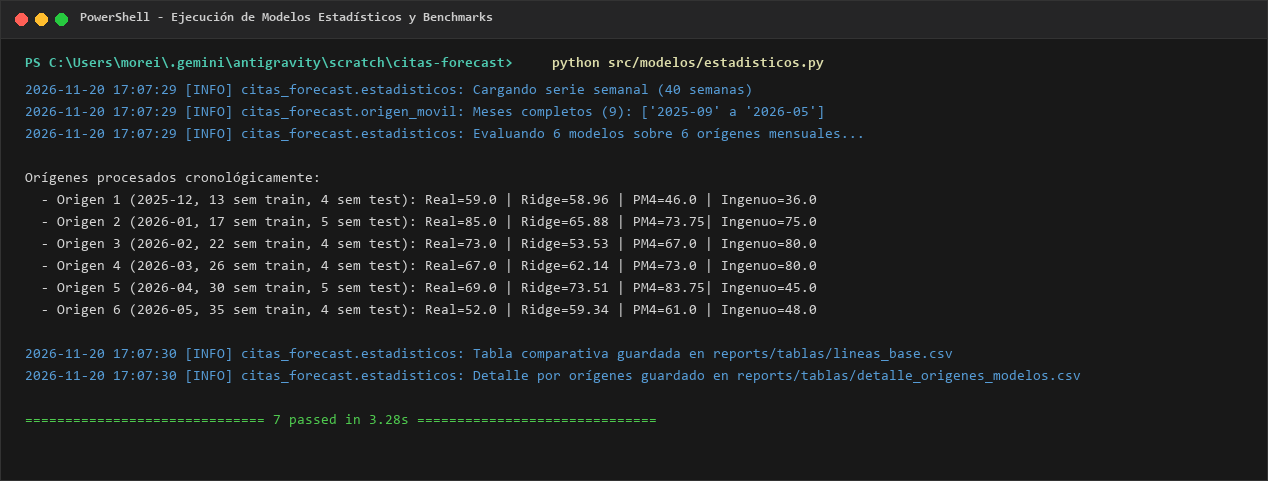 PowerShell - Ejecución de Modelos Estadísticos y Benchmarks
PS C:\Users\morei\.gemini\antigravity\scratch\citas-forecast> python src/modelos/estadisticos.py
2026-11-20 17:07:29 [INFO] citas_forecast.estadisticos: Cargando serie semanal (40 semanas)
2026-11-20 17:07:29 [INFO] citas_forecast.origen_movil: Meses completos (9): ['2025-09' a '2026-05']
2026-11-20 17:07:29 [INFO] citas_forecast.estadisticos: Evaluando 6 modelos sobre 6 orígenes mensuales...
Orígenes procesados cronológicamente:
- Origen 1 (2025-12, 13 sem train, 4 sem test): Real=59.0 | Ridge=58.96 | PM4=46.0 | Ingenuo=36.0
- Origen 2 (2026-01, 17 sem train, 5 sem test): Real=85.0 | Ridge=65.88 | PM4=73.75| Ingenuo=75.0
- Origen 3 (2026-02, 22 sem train, 4 sem test): Real=73.0 | Ridge=53.53 | PM4=67.0 | Ingenuo=80.0
- Origen 4 (2026-03, 26 sem train, 4 sem test): Real=67.0 | Ridge=62.14 | PM4=73.0 | Ingenuo=80.0
- Origen 5 (2026-04, 30 sem train, 5 sem test): Real=69.0 | Ridge=73.51 | PM4=83.75| Ingenuo=45.0
- Origen 6 (2026-05, 35 sem train, 4 sem test): Real=52.0 | Ridge=59.34 | PM4=61.0 | Ingenuo=48.0
2026-11-20 17:07:30 [INFO] citas_forecast.estadisticos: Tabla comparativa guardada en reports/tablas/lineas_base.csv
2026-11-20 17:07:30 [INFO] citas_forecast.estadisticos: Detalle por orígenes guardado en reports/tablas/detalle_origenes_modelos.csv
============================== 7 passed in 3.28s ==============================